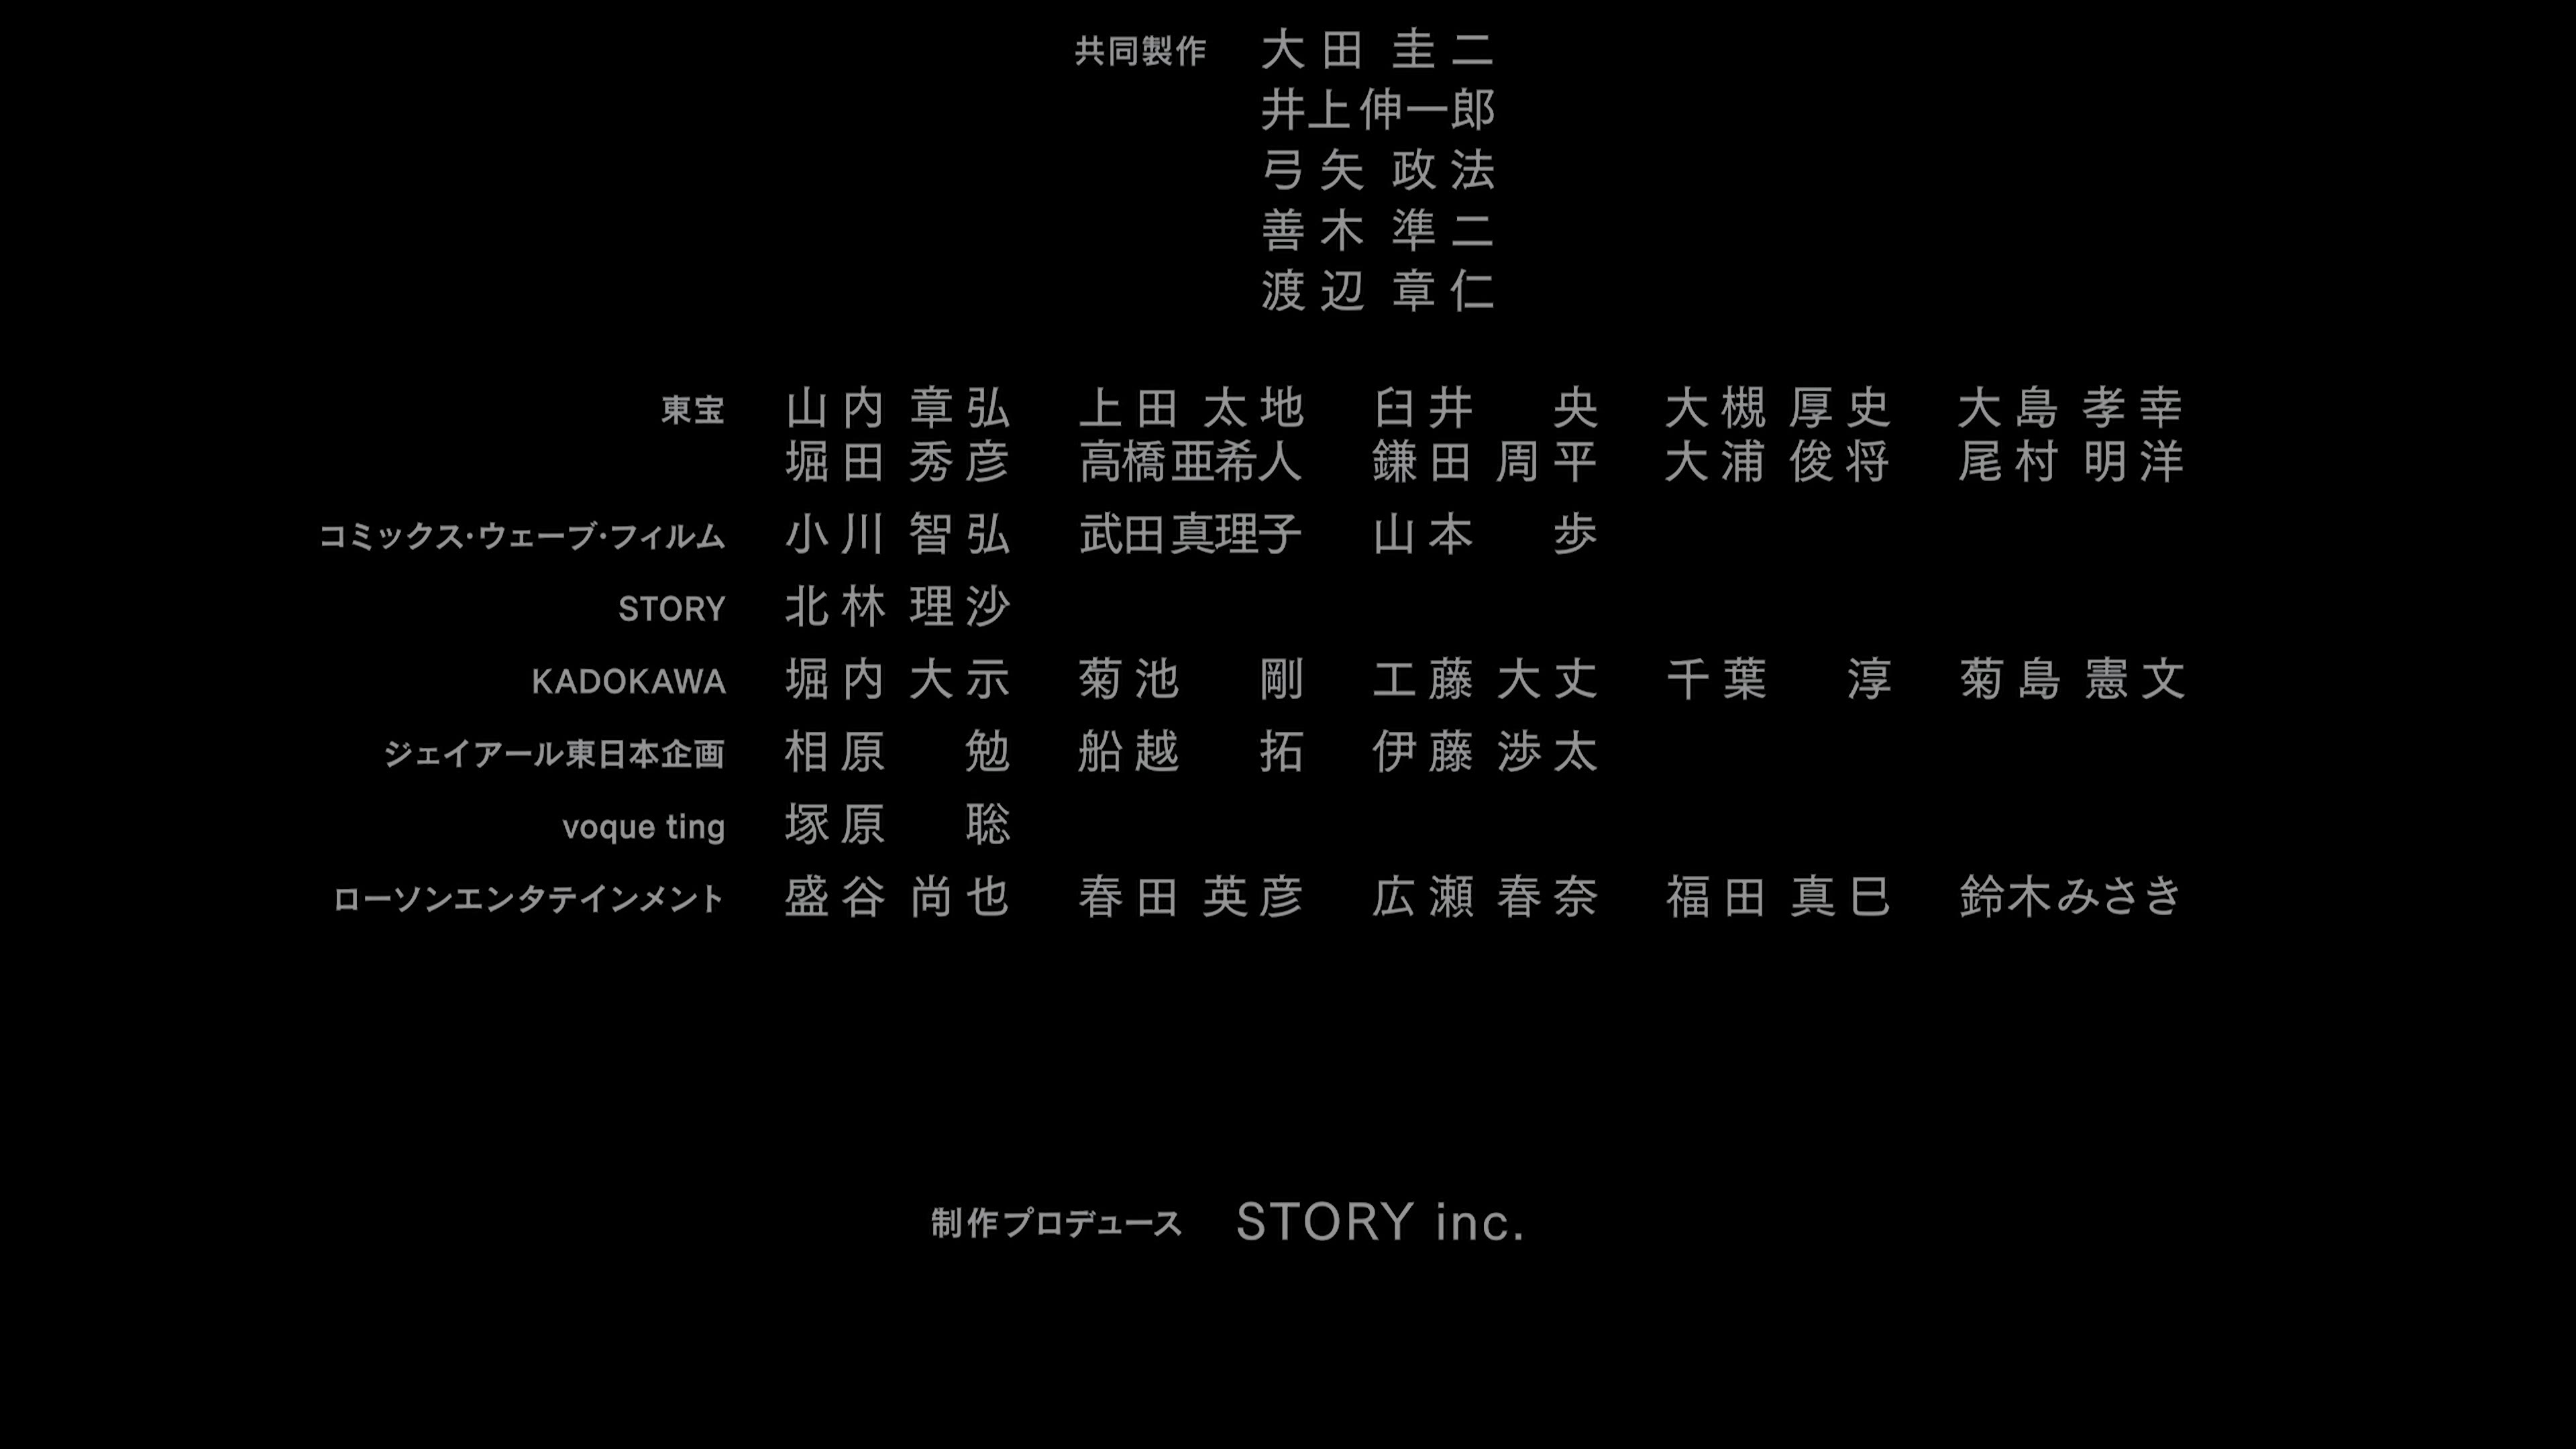 共同製作 大田 圭二
井上伸一郎
弓矢 政法
善木 準二
渡辺 章仁
東宝 山内 章弘 上田 太地 臼井 央 大槻 厚史 大島 孝幸
堀田 秀彦 高橋亜希人 鎌田 周平 大浦 俊将 尾村 明洋
コミックス・ウェーブ・フィルム 小川 智弘 武田真理子 山本 歩
STORY 北林 理沙
KADOKAWA 堀内 大示 菊池 剛 工藤 大丈 千葉 淳 菊島 憲文
ジェイアール東日本企画 相原 勉 船越 拓 伊藤 渉太
voque ting 塚原 聡
ローソンエンタテインメント 盛谷 尚也 春田 英彦 広瀬 春奈 福田 真巳 鈴木みさき
制作プロデュース STORY inc.